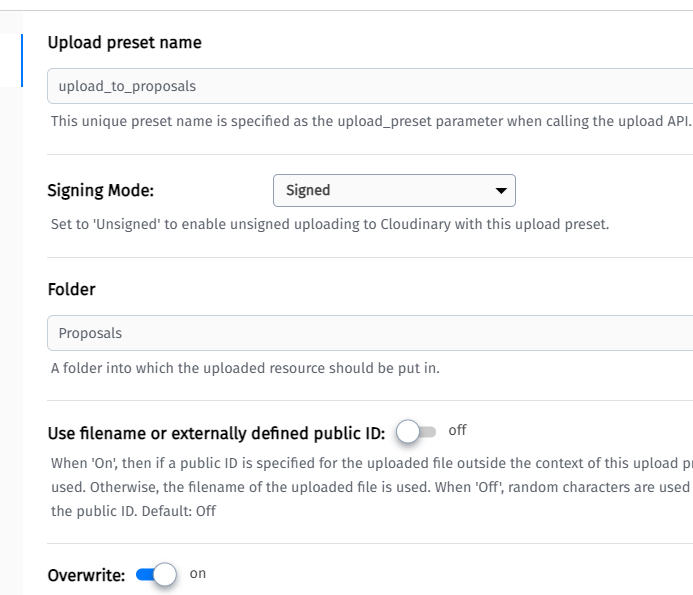 Upload preset name
upload_to_proposals
This unique preset name is specified as the upload_preset parameter when calling the upload API.
Signing Mode:
Signed
Set to 'Unsigned' to enable unsigned uploading to Cloudinary with this upload preset.
Folder
Proposals
A folder into which the uploaded resource should be put in.
Use filename or externally defined public ID:
off
When 'On', then if a public ID is specified for the uploaded file outside the context of this upload
used. Otherwise, the filename of the uploaded file is used. When 'Off', random characters are used
the public ID. Default: Off
Overwrite:
on